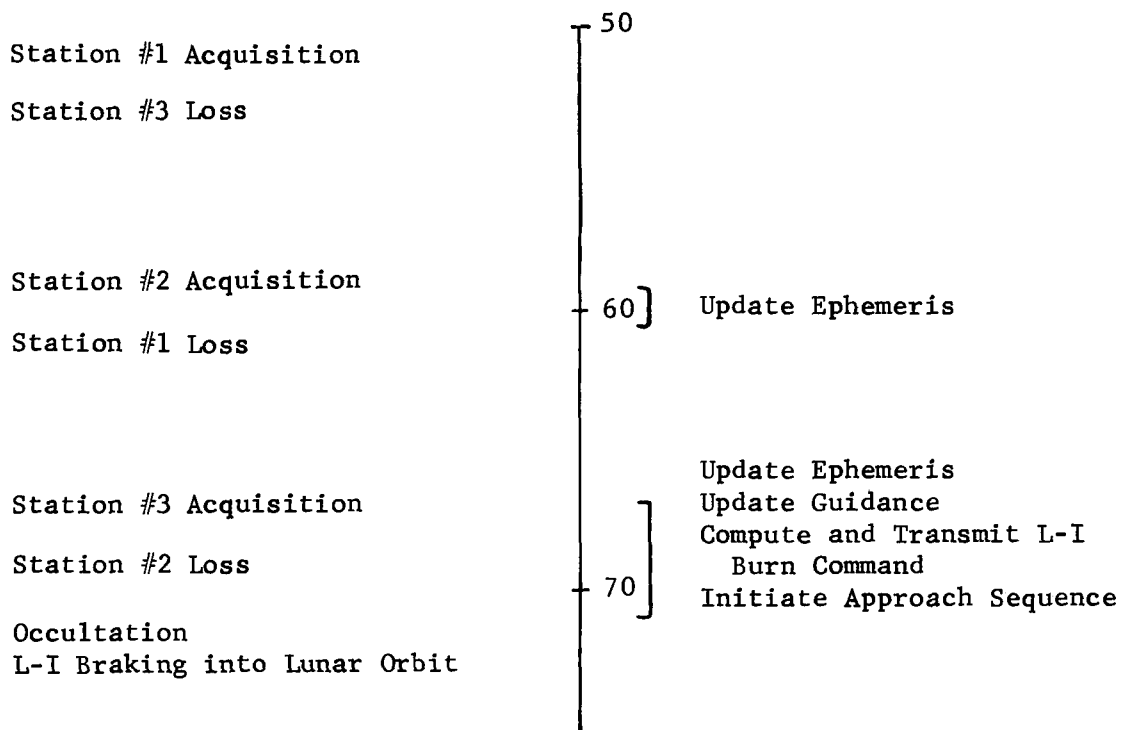 50
Station #1 Acquisition
Station #3 Loss
Station #2 Acquisition
60
Update Ephemeris
Station #1 Loss
Update Ephemeris
Station #3 Acquisition
Update Guidance
Compute and Transmit L-I
Burn Command
Station #2 Loss
70
Initiate Approach Sequence
Occultation
L-I Braking into Lunar Orbit